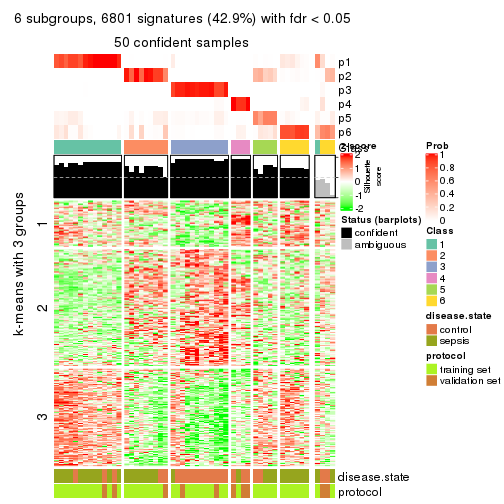 6 subgroups, 6801 signatures (42.9%) with fdr < 0.05
50 confident samples
p1
p2
p3
p4
p5
p6
Class
Silhouette
score
k-means with 3 groups
1
2
3
disease.state
protocol
z-score
2
1
0
-1
-2
Status (barplots)
confident
ambiguous
Prob
1
0.8
0.6
0.4
0.2
0
Class
1
2
3
4
5
6
disease.state
control
sepsis
protocol
training set
validation set